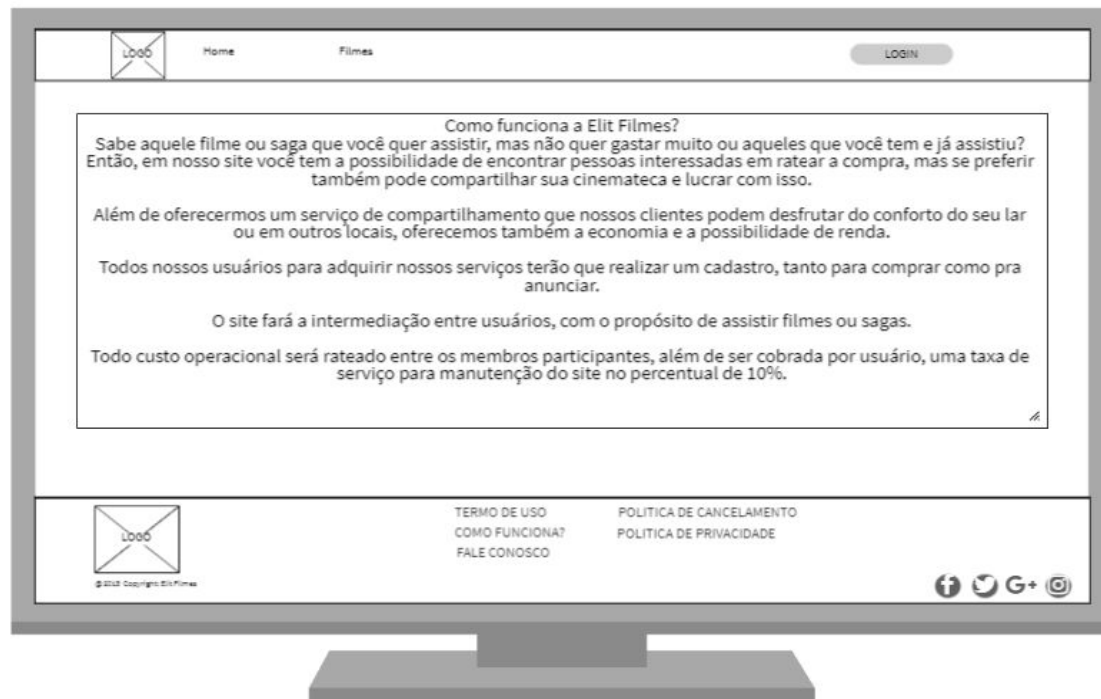 LOGO Home Filmes LOGIN
Como funciona a Elit Filmes?
Sabe aquele filme ou saga que você quer assistir, mas não quer gastar muito ou aqueles que você tem e já assistiu?
Então, em nosso site você tem a possibilidade de encontrar pessoas interessadas em ratear a compra, mas se preferir
também pode compartilhar sua cinemateca e lucrar com isso.
Além de oferecermos um serviço de compartilhamento que nossos clientes podem desfrutar do conforto do seu lar
ou em outros locais, oferecemos também a economia e a possibilidade de renda.
Todos nossos usuários para adquirir nossos serviços terão que realizar um cadastro, tanto para comprar como pra
anunciar.
O site fará a intermediação entre usuários, com o propósito de assistir filmes ou sagas.
Todo custo operacional será rateado entre os membros participantes, além de ser cobrada por usuário, uma taxa de
serviço para manutenção do site no percentual de 10%.
LOGO
TERMO DE USO POLITICA DE CANCELAMENTO
COMO FUNCIONA? POLITICA DE PRIVACIDADE
FALE CONOSCO
Copyright Elit Filmes
G+